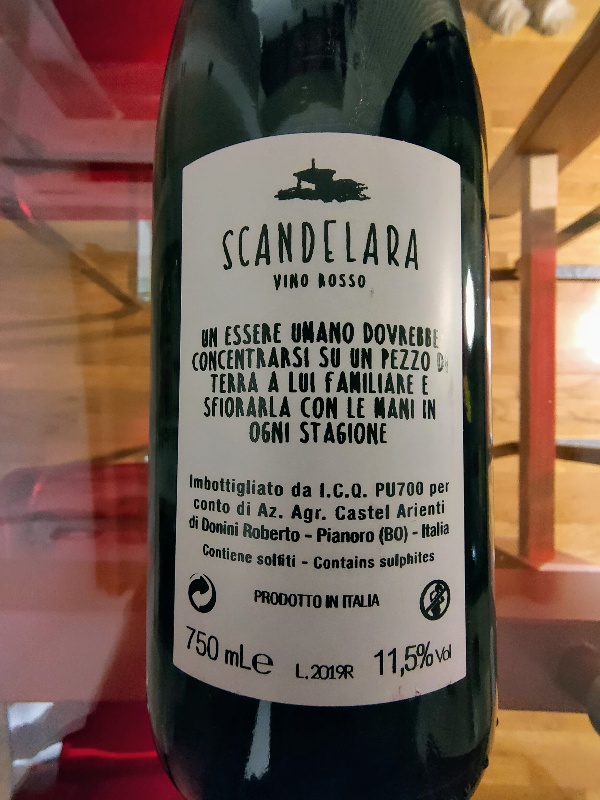 SCANDELARA
VINO ROSSO
UN ESSERE UMANO DOVREBBE
CONCENTRARSI SU UN PEZZO DI
TERRA A LUI FAMILIARE E
SFIORARLA CON LE MANI IN
OGNI STAGIONE
Imbottigliato da I.C.Q. PU700 per
conto di Az. Agr. Castel Arienti
di Donini Roberto - Pianoro (BO) - Italia
Contiene solfiti - Contains sulphites
PRODOTTO IN ITALIA
750 mL e L.2019R 11,5% Vol